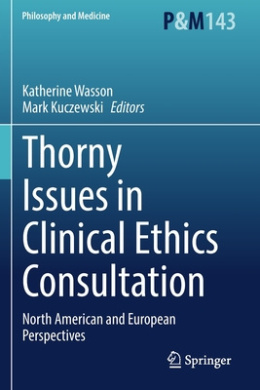 Philosophy and Medicine
P&M143
Katherine Wasson
Mark Kuczewski Editors
Thorny
Issues in
Clinical Ethics
Consultation
North American and European
Perspectives
Springer